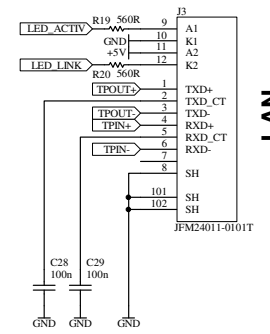 J3
LED_ACTIV R19 560R 9 A1
GND 10 K1
+5V 11 A2
LED_LINK R20 560R 12 K2
TPOUT+ 1 TXD+
2 TXD_CT
TPOUT- 3 TXD-
TPIN+ 4 RXD+
5 RXD_CT
TPIN- 6 RXD-
7
8 SH
101 SH
102 SH
JFM24011-0101T
LAN
C28 C29
100n 100n
GND GND GND